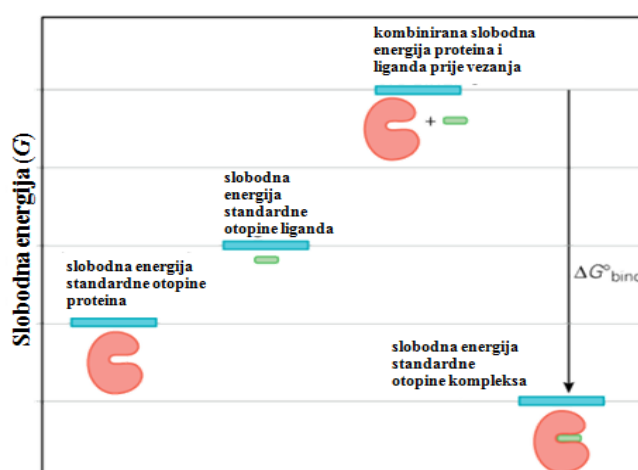 kombinirana slobodna
energija proteina i
liganda prije vezanja
+
slobodna
energija
standardne
otopine liganda
slobodna energija
standardne otopine
proteina
Slobodna energija (G)
ΔG°bind
slobodna energija
standardne
otopine kompleksa